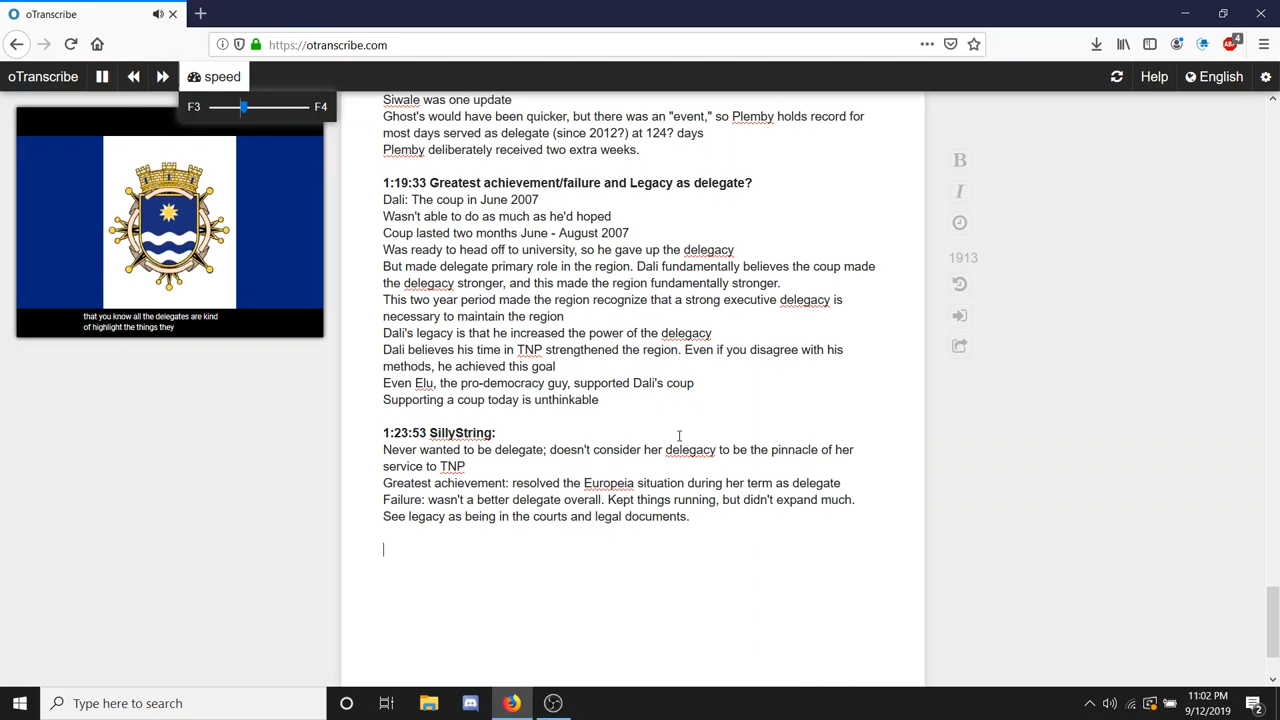 oTranscribe
https://otranscribe.com
4
oTranscribe
speed
Help
English
F3
F4
that you know all the delegates are kind
of highlight the things they
Siwale was one update
Ghost's would have been quicker, but there was an "event," so Plemby holds record for
most days served as delegate (since 2012?) at 124? days
Plemby deliberately received two extra weeks.
1:19:33 Greatest achievement/failure and Legacy as delegate?
Dali: The coup in June 2007
Wasn't able to do as much as he'd hoped
Coup lasted two months June - August 2007
Was ready to head off to university, so he gave up the delegacy
But made delegate primary role in the region. Dali fundamentally believes the coup made
the delegacy stronger, and this made the region fundamentally stronger.
This two year period made the region recognize that a strong executive delegacy is
necessary to maintain the region
Dali's legacy is that he increased the power of the delegacy
Dali believes his time in TNP strengthened the region. Even if you disagree with his
methods, he achieved this goal
Even Elu, the pro-democracy guy, supported Dali's coup
Supporting a coup today is unthinkable
1:23:53 SillyString:
Never wanted to be delegate; doesn't consider her delegacy to be the pinnacle of her
service to TNP
Greatest achievement: resolved the Europeia situation during her term as delegate
Failure: wasn't a better delegate overall. Kept things running, but didn't expand much.
See legacy as being in the courts and legal documents.
B
I
1913
Type here to search
11:02 PM
9/12/2019
2